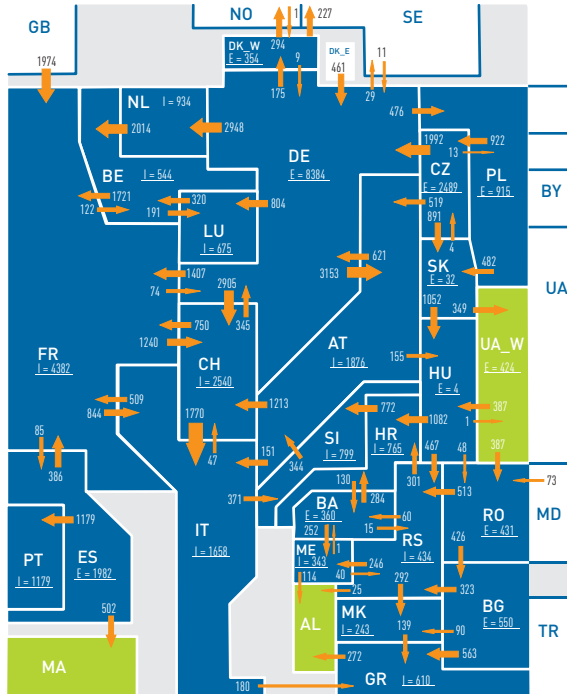 NO
1
227
SE
GB
294
DK_W
E = 354
9
DK_E
461
11
1974
175
29
NL
I = 934
476
2014
2948
DE
E = 8384
1992
922
13
CZ
E = 2489
PL
E = 915
BE
I = 544
BY
1721
122
320
191
804
519
891
4
LU
I = 675
621
3153
SK
E = 32
482
1407
74
2905
345
1052
349
UA
750
1240
AT
I = 1876
UA_W
E = 424
FR
I = 4382
CH
I = 2540
155
HU
E = 4
509
844
1213
772
1082
387
1
1770
47
SI
I = 799
HR
I = 765
85
386
151
344
301
467
48
387
73
371
130
284
513
1179
BA
E = 360
60
15
RO
E = 431
MD
PT
I = 1179
ES
E = 1982
IT
I = 1658
252
1
RS
I = 434
426
ME
I = 343
246
40
292
323
114
25
502
AL
MK
I = 243
139
90
BG
E = 550
TR
MA
272
563
180
GR
I = 610